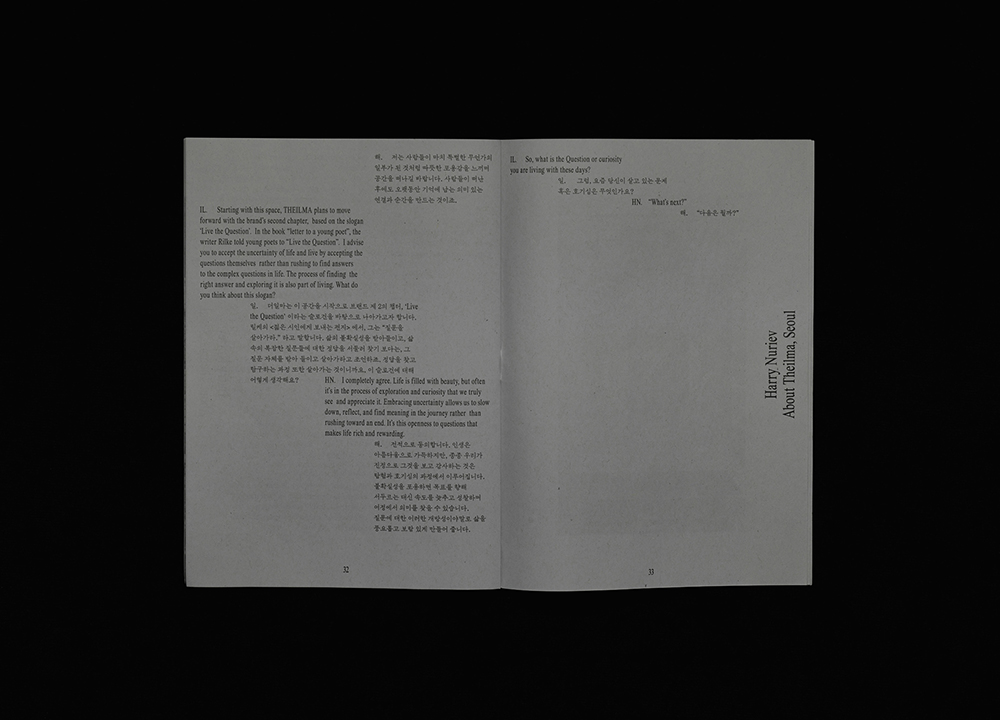 해. 저는 사람들이 마치 특별한 무언가의
일부가 된 것처럼 따뜻한 포용감을 느끼며
공간을 떠나길 바랍니다. 사람들이 떠난
후에도 오랫동안 기억에 남는 의미 있는
연결과 순간을 만드는 것이죠.
IL. Starting with this space, THEILMA plans to move
forward with the brand's second chapter, based on the slogan
'Live the Question'. In the book "letter to a young poet", the
writer Rilke told young poets to "Live the Question". I advise
you to accept the uncertainty of life and live by accepting the
questions themselves rather than rushing to find answers
to the complex questions in life. The process of finding the
right answer and exploring it is also part of living. What do
you think about this slogan?
일. 더일마는 이 공간을 시작으로 브랜드 제 2의 챕터, 'Live
the Question' 이라는 슬로건을 바탕으로 나아가고자 합니다.
릴케의 <젊은 시인에게 보내는 편지> 에서, 그는 "질문을
살아가라." 라고 말합니다. 삶의 불확실성을 받아들이고, 삶
속의 복잡한 질문들에 대한 정답을 서둘러 찾기 보다는, 그
질문 자체를 받아 들이고 살아가라고 조언하죠. 정답을 찾고
탐구하는 과정 또한 살아가는 것이니까요. 이 슬로건에 대해
어떻게 생각해요?
HN. I completely agree. Life is filled with beauty, but often
it's in the process of exploration and curiosity that we truly
see and appreciate it. Embracing uncertainty allows us to slow
down, reflect, and find meaning in the journey rather than
rushing toward an end. It's this openness to questions that
makes life rich and rewarding.
해. 전적으로 동의합니다. 인생은
아름다움으로 가득하지만, 종종 우리가
진정으로 그것을 보고 감사하는 것은
탐험과 호기심의 과정에서 이루어집니다.
불확실성을 포용하면 목표를 향해
서두르는 대신 속도를 늦추고 성찰하며
여정에서 의미를 찾을 수 있습니다.
질문에 대한 이러한 개방성이야말로 삶을
풍요롭고 보람 있게 만들어 줍니다.
32
IL. So, what is the Question or curiosity
you are living with these days?
일. 그럼, 요즘 당신이 살고 있는 문제
혹은 호기심은 무엇인가요?
HN. "What's next?"
해. "다음은 뭘까?"
Harry Nuriev
About Theilma, Seoul
33